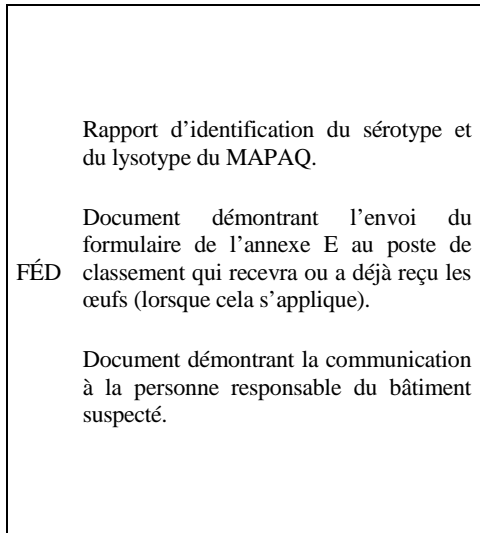 Rapport d’identification du sérotype et
du lysotype du MAPAQ.
Document démontrant l’envoi du
formulaire de l’annexe E au poste de
FÉD classement qui recevra ou a déjà reçu les
œufs (lorsque cela s’applique).
Document démontrant la communication
à la personne responsable du bâtiment
suspecté.